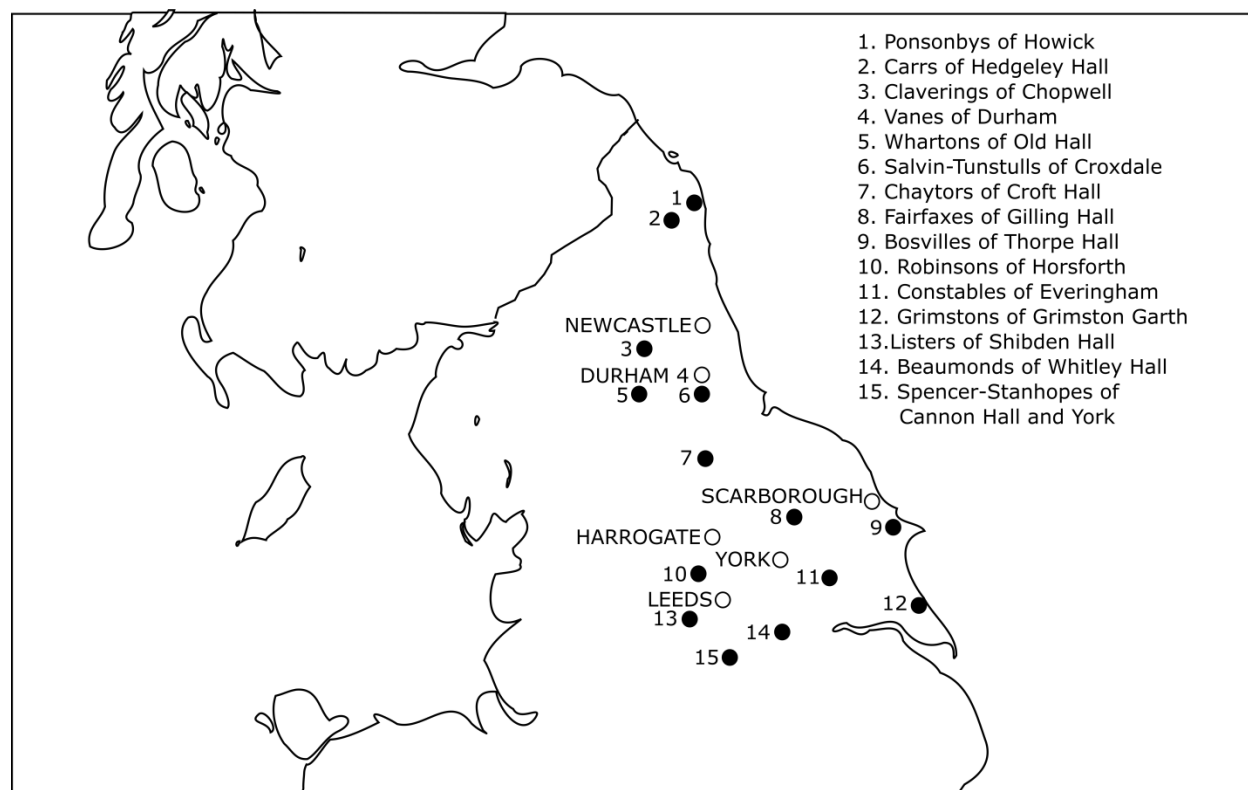 1. Ponsonbys of Howick
2. Carrs of Hedgeley Hall
3. Claverings of Chopwell
4. Vanes of Durham
5. Whartons of Old Hall
6. Salvin-Tunstulls of Croxdale
7. Chaytors of Croft Hall
8. Fairfaxes of Gilling Hall
9. Bosvilles of Thorpe Hall
10. Robinsons of Horsforth
11. Constables of Everingham
12. Grimstons of Grimston Garth
13.Listers of Shibden Hall
14. Beaumonds of Whitley Hall
15. Spencer-Stanhopes of
Cannon Hall and York
1
2
NEWCASTLE
3
DURHAM 4
5
6
7
SCARBOROUGH
8
9
HARROGATE
YORK
10
11
LEEDS
12
13
14
15